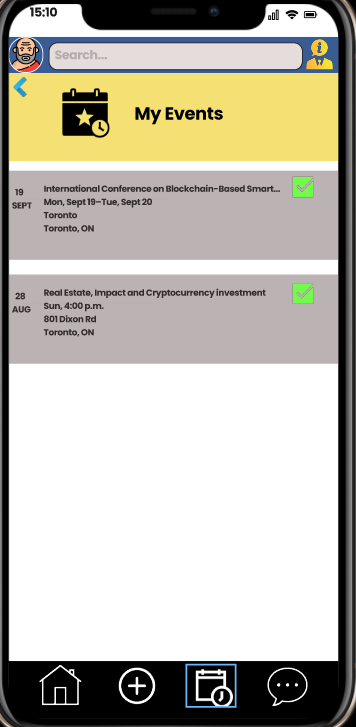 15:10
Search...
My Events
19
SEPT
International Conference on Blockchain-Based Smart...
Mon, Sept 19–Tue, Sept 20
Toronto
Toronto, ON
28
AUG
Real Estate, Impact and Cryptocurrency investment
Sun, 4:00 p.m.
801 Dixon Rd
Toronto, ON